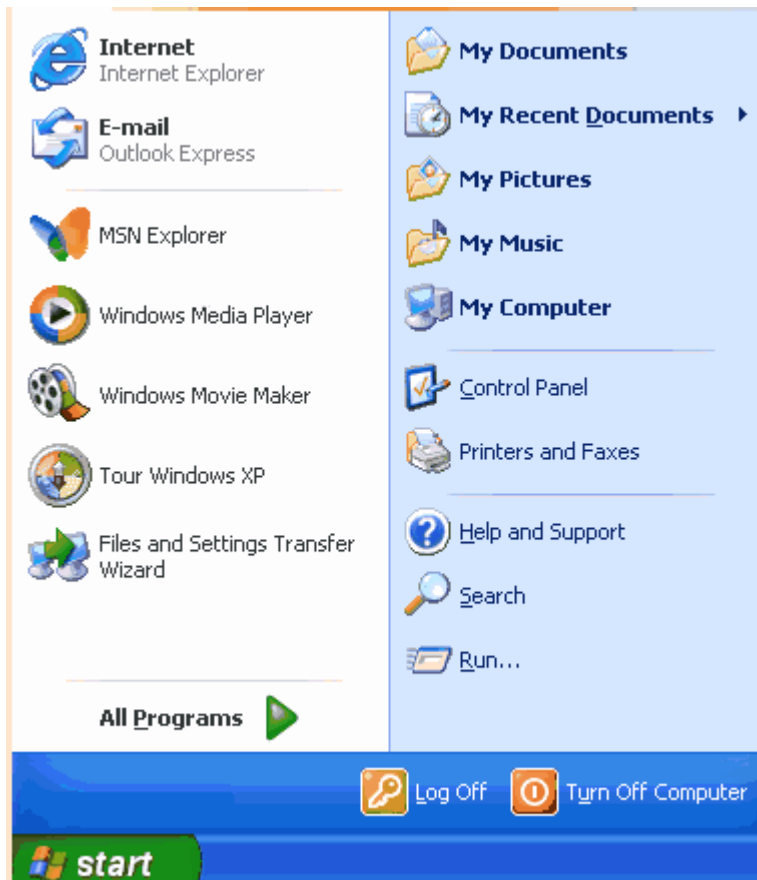 Internet
Internet Explorer
E-mail
Outlook Express
MSN Explorer
Windows Media Player
Windows Movie Maker
Tour Windows XP
Files and Settings Transfer
Wizard
All Programs
My Documents
My Recent Documents
My Pictures
My Music
My Computer
Control Panel
Printers and Faxes
Help and Support
Search
Run...
Log Off
Turn Off Computer
start